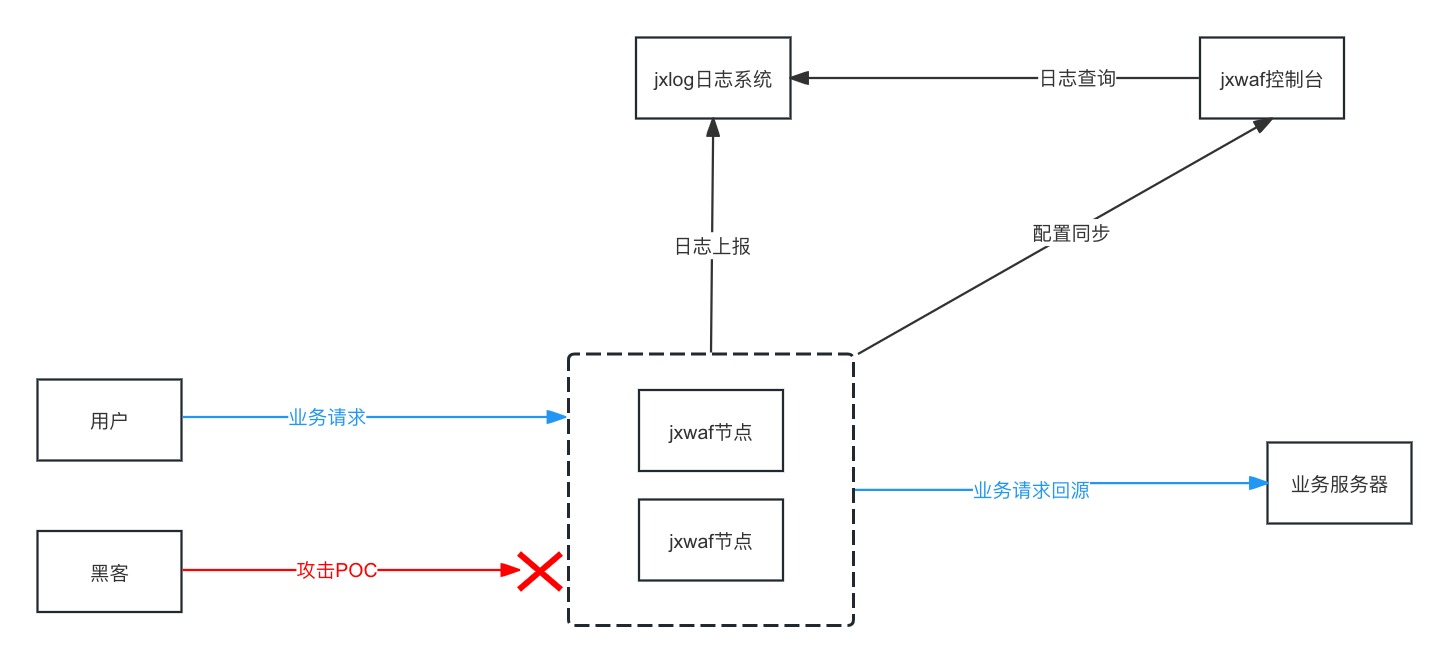 jxlog日志系统
日志查询
jxwaf控制台
配置同步
日志上报
用户
业务请求
jxwaf节点
业务请求回源
业务服务器
jxwaf节点
黑客
攻击POC